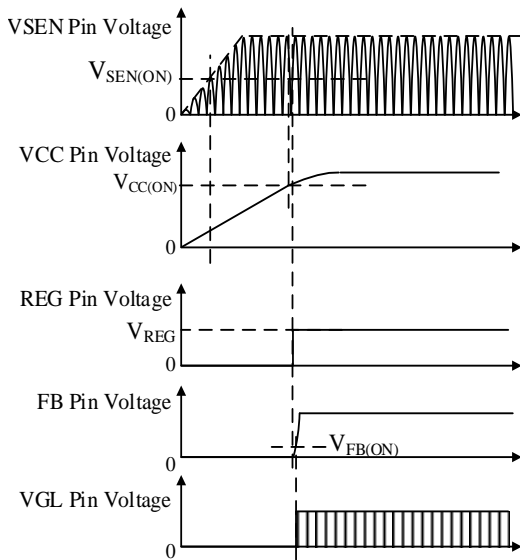 VSEN Pin Voltage
VSEN(ON)
0
VCC Pin Voltage
VCC(ON)
0
REG Pin Voltage
VREG
0
FB Pin Voltage
VFB(ON)
0
VGL Pin Voltage
0